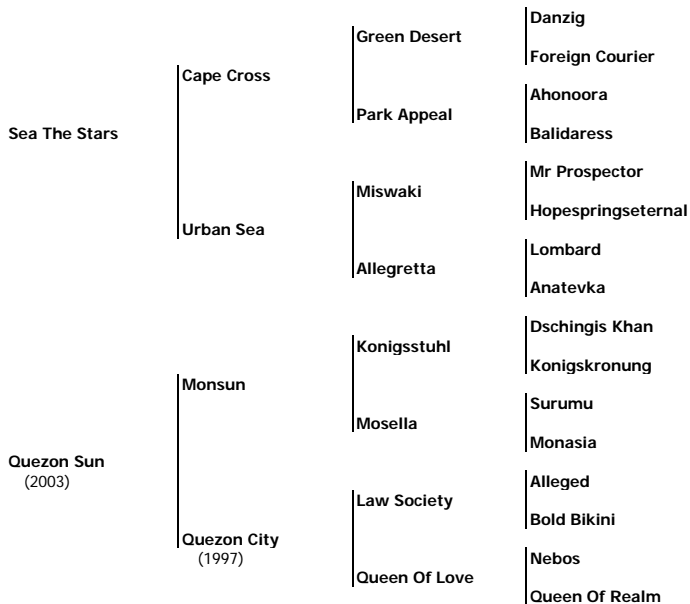 Danzig
Green Desert
Foreign Courier
Cape Cross
Ahonoora
Park Appeal
Balidaress
Sea The Stars
Mr Prospector
Miswaki
Hopespringseternal
Urban Sea
Lombard
Allegretta
Anatevka
Dschingis Khan
Konigsstuhl
Konigskronung
Monsun
Surumu
Mosella
Monasia
Quezon Sun
(2003)
Alleged
Law Society
Bold Bikini
Quezon City
(1997)
Nebos
Queen Of Love
Queen Of Realm